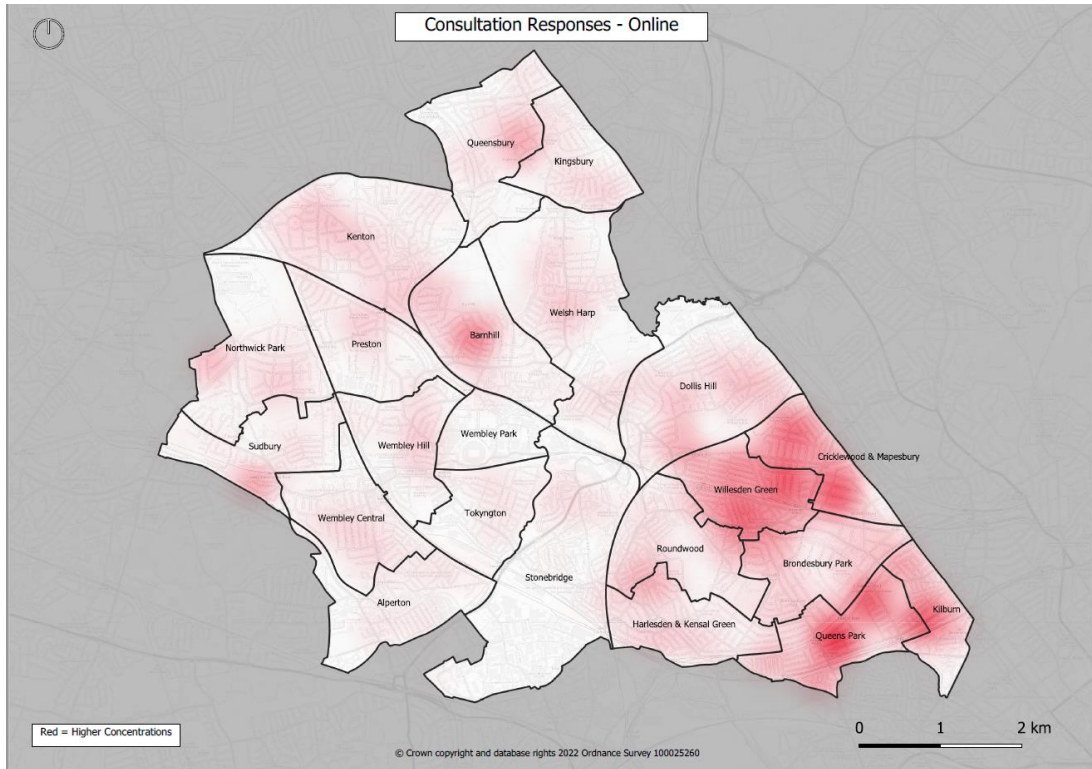 Consultation Responses - Online
Queensbury
Kingsbury
Kenton
Welsh Harp
Barnhill
Preston
Northwick Park
Dollis Hill
Wembley Park
Sudbury
Wembley Hill
Cricklewood & Mapesbury
Willesden Green
Tokyngton
Wembley Central
Roundwood
Brondesbury Park
Stonebridge
Alperton
Kilburn
Harlesden & Kensal Green
Queens Park
Red = Higher Concentrations
0 1 2 km
© Crown copyright and database rights 2022 Ordnance Survey 100025260